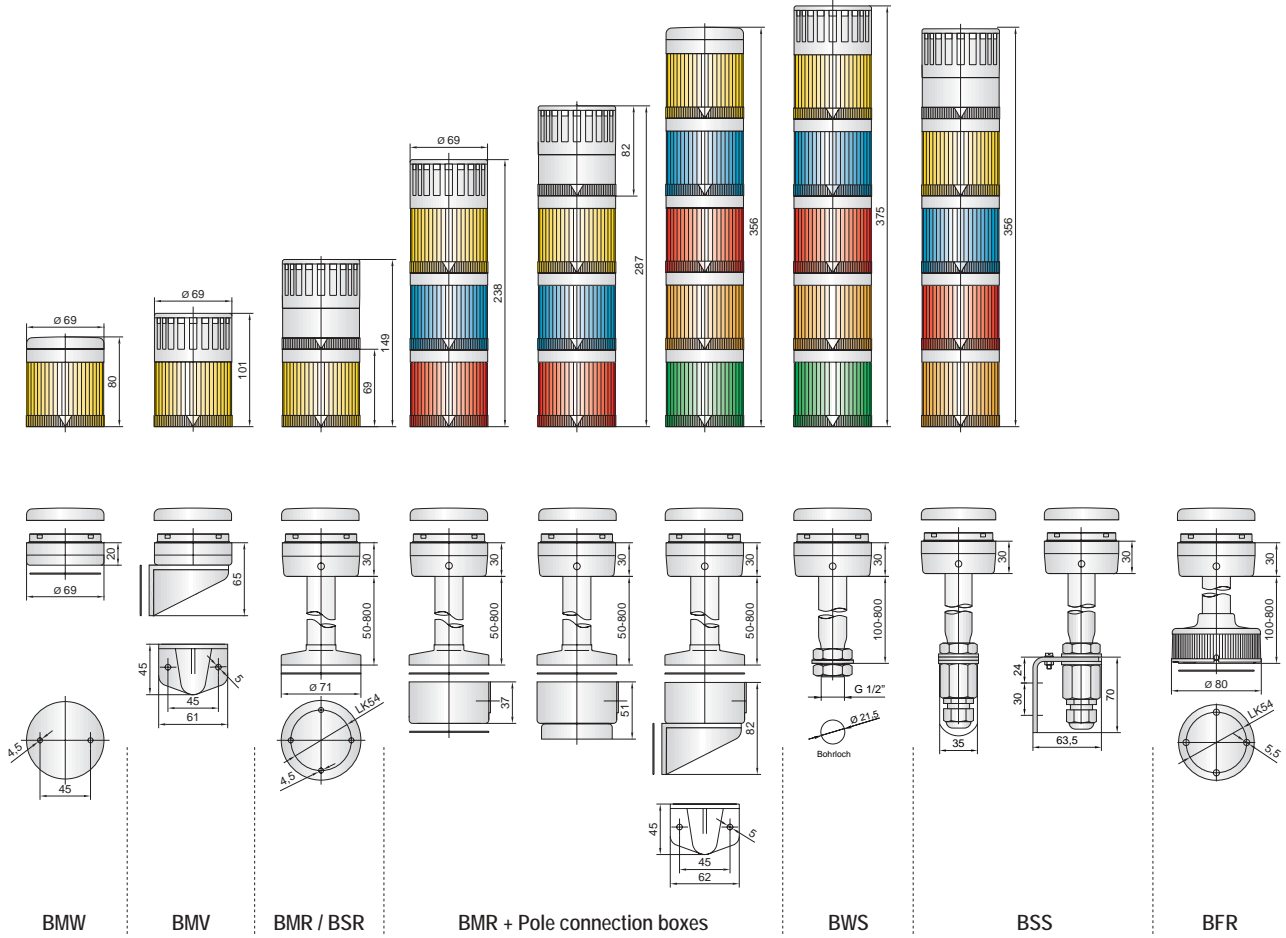 Ø 69
80
Ø 69
101
149
69
Ø 69
238
82
287
356
375
356
20
Ø 69
4,5
45
65
45
5
45
61
30
50-800
Ø 71
LK54
4,5
30
50-800
37
30
50-800
51
30
50-800
82
45
5
45
62
30
100-800
G 1/2"
Ø 21,5
Bohrloch
30
35
30
24
30
70
63,5
30
100-800
Ø 80
LK54
5,5
BMW
BMV
BMR / BSR
BMR + Pole connection boxes
BWS
BSS
BFR